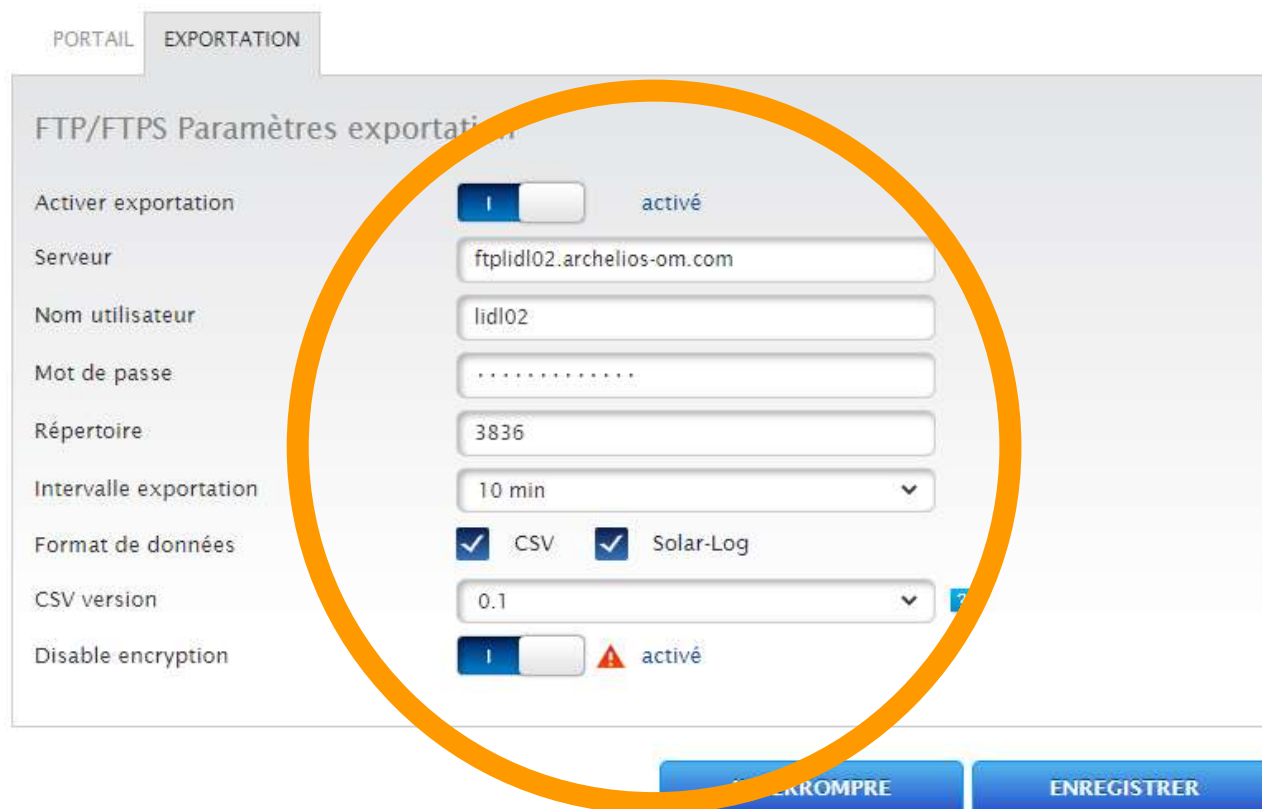 PORTAIL EXPORTATION
FTP/FTPS Paramètres exportation
Activer exportation I activé
Serveur ftplidl02.archelios-om.com
Nom utilisateur lidl02
Mot de passe .............
Répertoire 3836
Intervalle exportation 10 min
Format de données CSV Solar-Log
CSV version 0.1 ?
Disable encryption I activé
ENREGISTRER